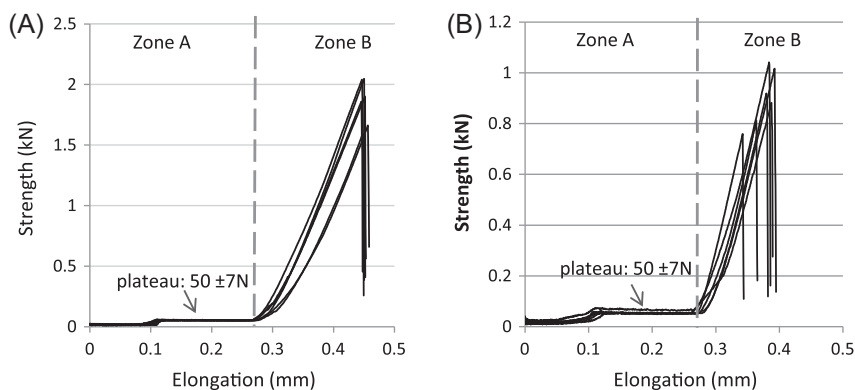 (A)
Zone A
Zone B
2.5
2
1.5
1
0.5
0
Strength (kN)
plateau: 50 ±7N
0
0.1
0.2
0.3
0.4
0.5
Elongation (mm)
(B)
Zone A
Zone B
1.2
1
0.8
0.6
0.4
0.2
0
Strength (kN)
plateau: 50 ±7N
0
0.1
0.2
0.3
0.4
0.5
Elongation (mm)